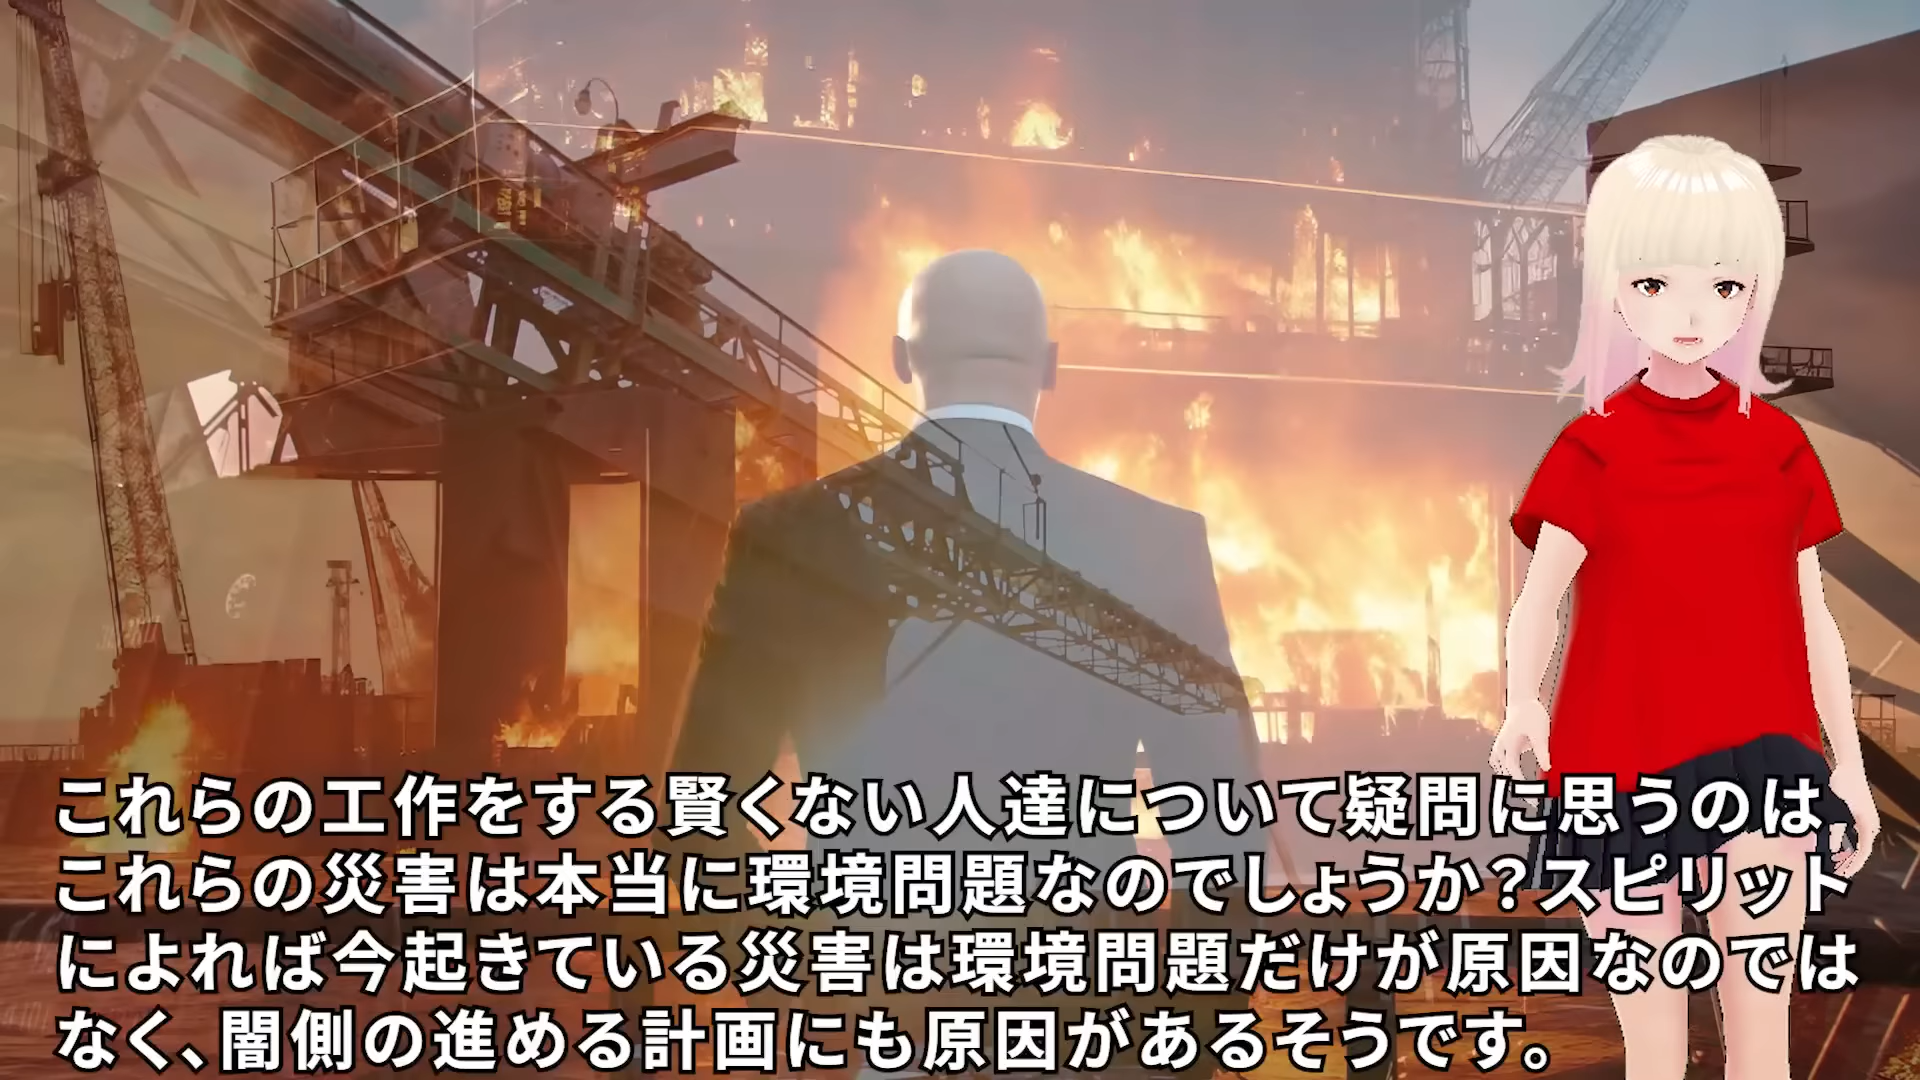 これらの工作をする賢くない人達について疑問に思うのは
これらの災害は本当に環境問題なのでしょうか？スピリット
によれば今起きている災害は環境問題だけが原因なのでは
なく、闇側の進める計画にも原因があるそうです。